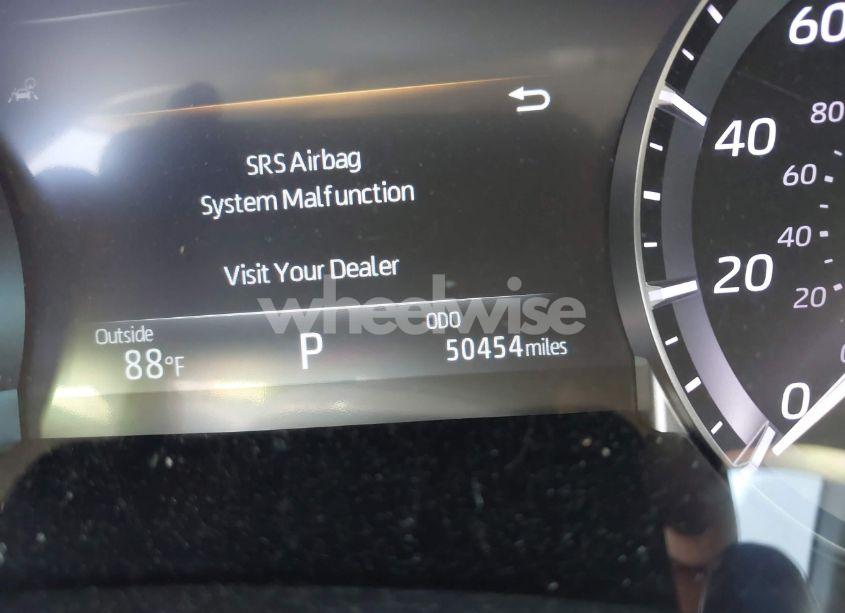 SRS Airbag
System Malfunction
Visit Your Dealer
wheelwise
Outside
88°F
P
ODO
50454 miles
60
40
20
0
80
60
40
20